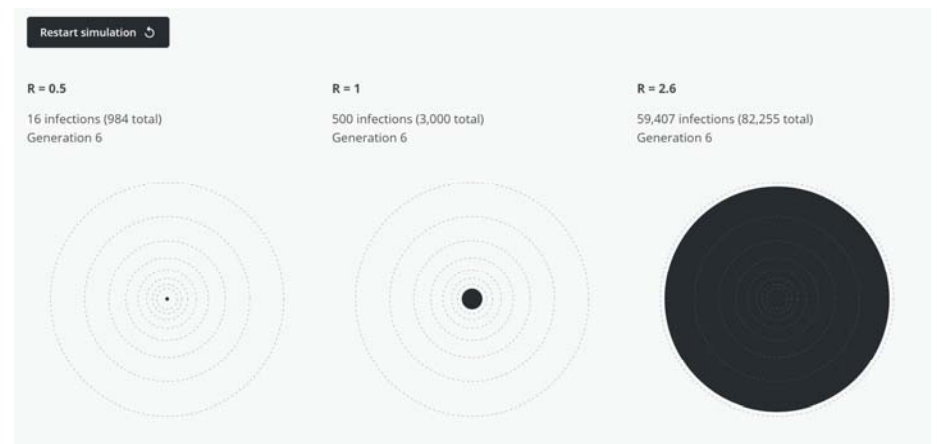 Restart simulation
R = 0.5
16 infections (984 total)
Generation 6
R = 1
500 infections (3,000 total)
Generation 6
R = 2.6
59,407 infections (82,255 total)
Generation 6